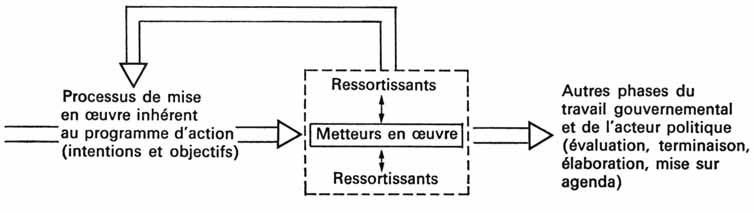 Processus de mise
en œuvre inhérent
au programme d'action
(intentions et objectifs)
Ressortissants
Metteurs en œuvre
Ressortissants
Autres phases du
travail gouvernemental
et de l'acteur politique
(évaluation, terminaison,
élaboration, mise sur
agenda)